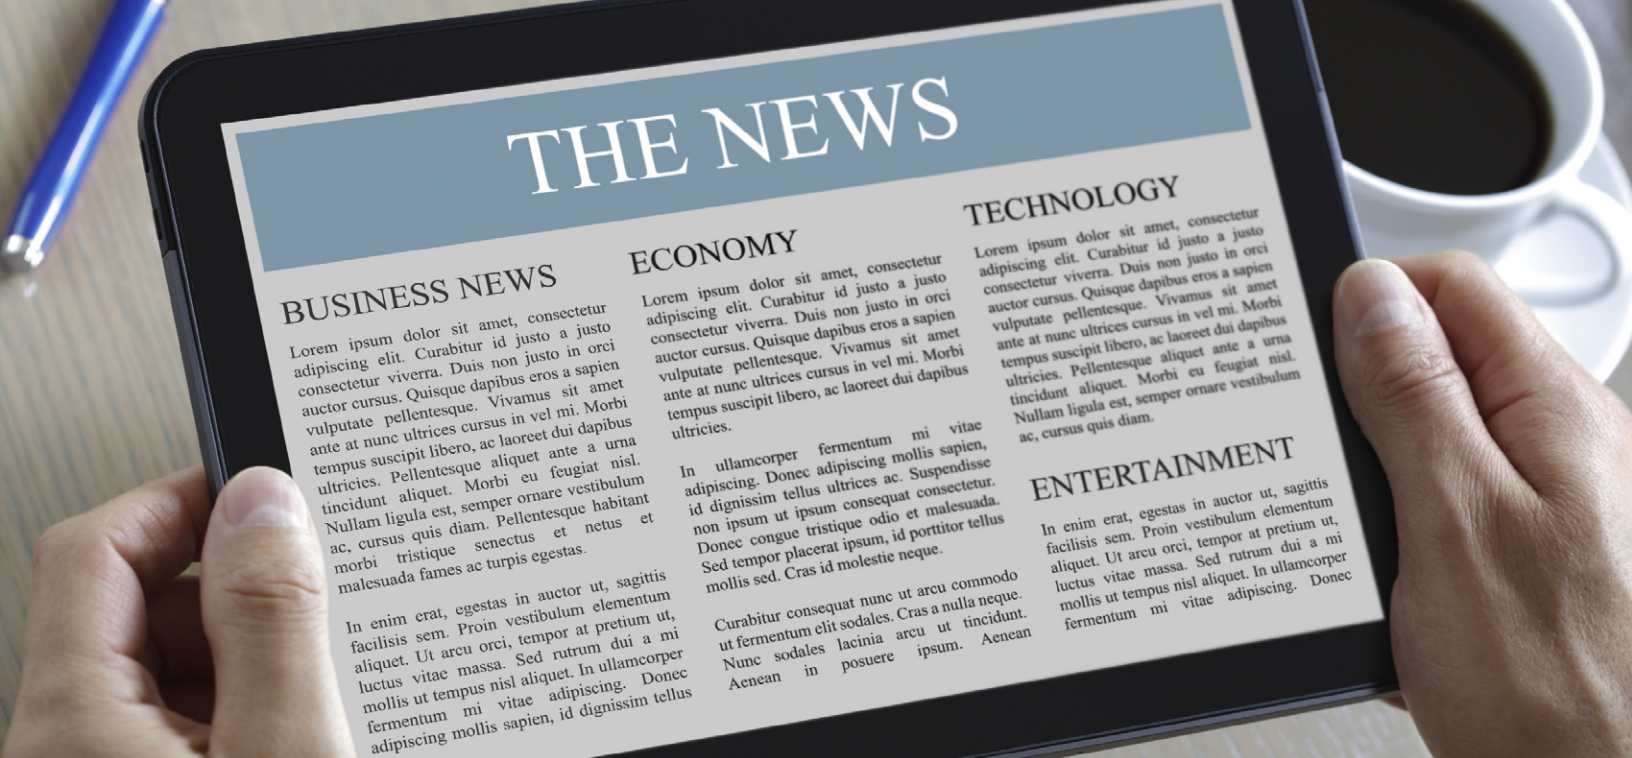 THE NEWS
BUSINESS NEWS
Lorem ipsum dolor sit amet, consectetur
adipiscing elit. Curabitur id justo a justo
consectetur viverra. Duis non justo in orci
auctor cursus. Quisque dapibus eros a sapien
vulputate pellentesque. Vivamus sit amet
ante at nunc ultrices cursus in vel mi. Morbi
tempus suscipit libero, ac laoreet dui dapibus
ultricies. Pellentesque aliquet ante a urna
tincidunt aliquet. Morbi eu feugiat nisl.
Nullam ligula est, semper ornare vestibulum
ac, cursus quis diam. Pellentesque habitant
morbi tristique senectus et netus et
malesuada fames ac turpis egestas.
In enim erat, egestas in auctor ut, sagittis
facilisis sem. Proin vestibulum elementum
aliquet. Ut arcu orci, tempor at pretium ut,
luctus vitae massa. Sed rutrum dui a mi
mollis ut tempus nisl aliquet. In ullamcorper
fermentum mi vitae adipiscing. Donec
adipiscing mollis sapien, id dignissim tellus
ECONOMY
Lorem ipsum dolor sit amet, consectetur
adipiscing elit. Curabitur id justo a justo
consectetur viverra. Duis non justo in orci
auctor cursus. Quisque dapibus eros a sapien
vulputate pellentesque. Vivamus sit amet
ante at nunc ultrices cursus in vel mi. Morbi
tempus suscipit libero, ac laoreet dui dapibus
ultricies.
In ullamcorper fermentum mi vitae
adipiscing. Donec adipiscing mollis sapien,
id dignissim tellus ultrices ac. Suspendisse
non ipsum ut ipsum consequat consectetur.
Donec congue tristique odio et malesuada.
Sed tempor placerat ipsum, id porttitor tellus
mollis sed. Cras id molestie neque.
Curabitur consequat nunc ut arcu commodo
ut fermentum elit sodales. Cras a nulla neque.
Nunc sodales lacinia arcu ut tincidunt.
Aenean in posuere ipsum. Aenean
TECHNOLOGY
Lorem ipsum dolor sit amet, consectetur
adipiscing elit. Curabitur id justo a justo
consectetur viverra. Duis non justo in orci
auctor cursus. Quisque dapibus eros a sapien
vulputate pellentesque. Vivamus sit amet
ante at nunc ultrices cursus in vel mi. Morbi
tempus suscipit libero, ac laoreet dui dapibus
ultricies. Pellentesque aliquet ante a urna
tincidunt aliquet. Morbi eu feugiat nisl.
Nullam ligula est, semper ornare vestibulum
ac, cursus quis diam.
ENTERTAINMENT
In enim erat, egestas in auctor ut, sagittis
facilisis sem. Proin vestibulum elementum
aliquet. Ut arcu orci, tempor at pretium ut,
luctus vitae massa. Sed rutrum dui a mi
mollis ut tempus nisl aliquet. In ullamcorper
fermentum mi vitae adipiscing. Donec